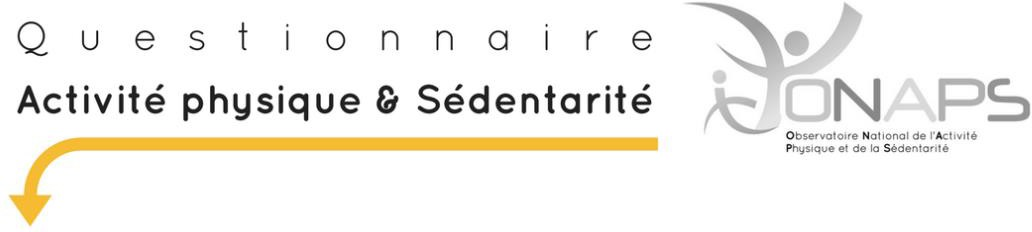 Questionnaire
Activité physique & Sédentarité
ONAPS
Observatoire National de l'Activité
Physique et de la Sédentarité